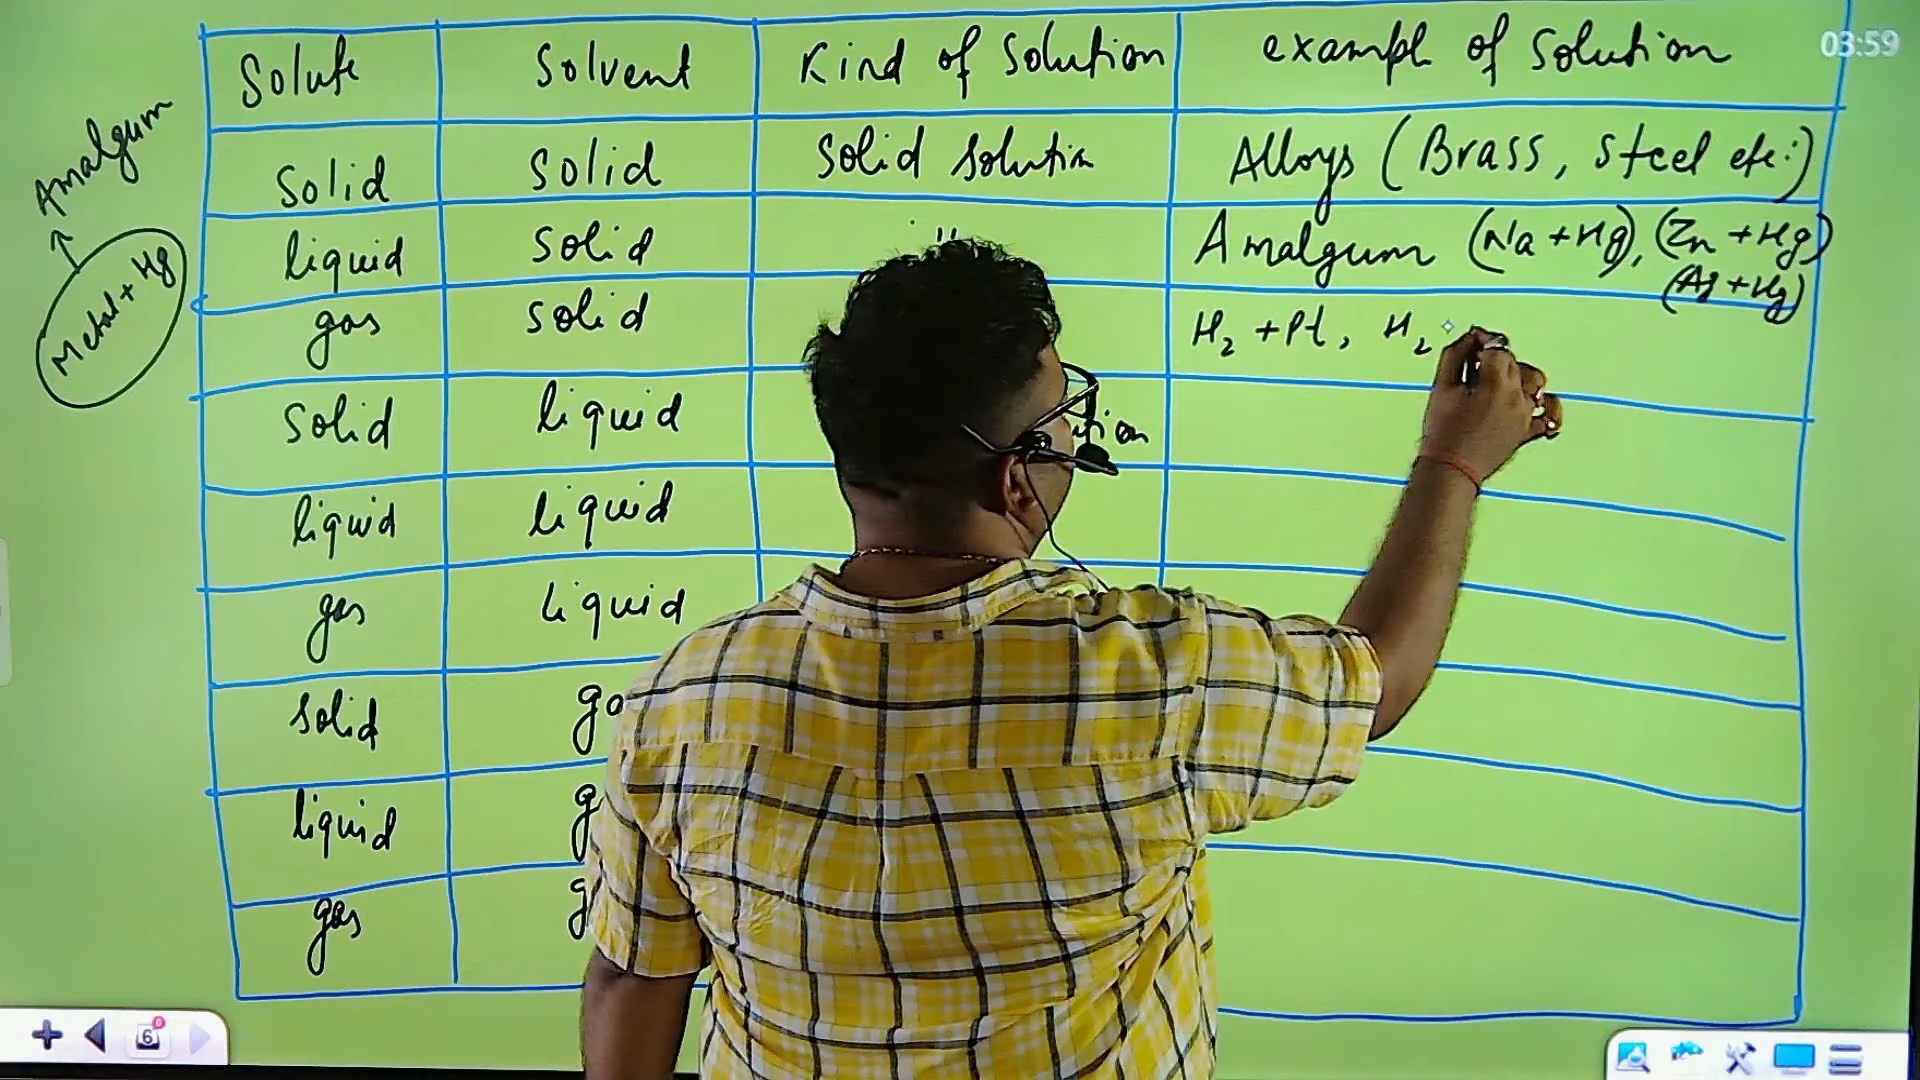 Solute Solvent Kind of Solution example of Solution 03:59
Amalgum
Solid Solid Solid Solution Alloys (Brass, steel etc.)
liquid Solid " Amalgum (Na + Hg), (Zn + Hg)
(Ag + Hg)
Metal + Hg
gas Solid H2 + Pt, H2
Solid liquid
liquid liquid
gas liquid
solid
liquid
gas
6